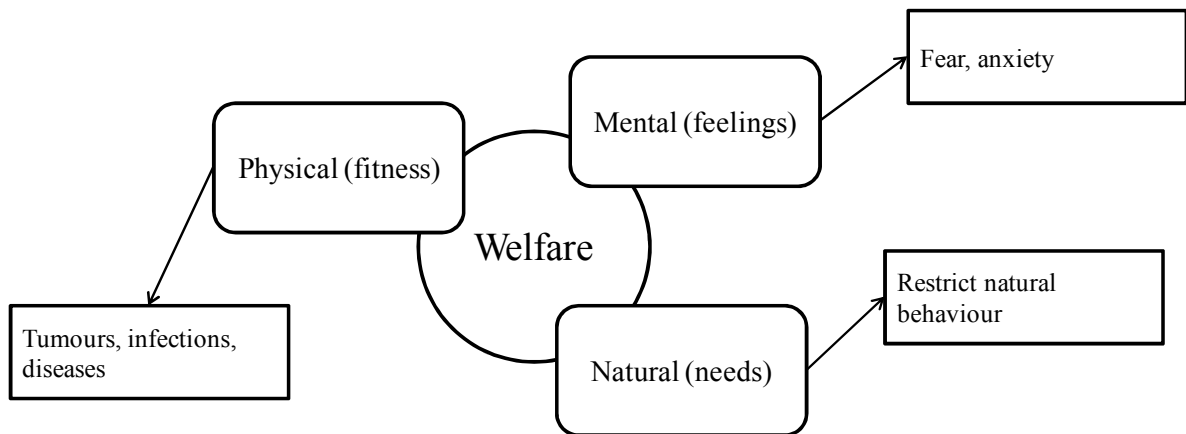 Fear, anxiety
Mental (feelings)
Physical (fitness)
Welfare
Restrict natural
behaviour
Tumours, infections,
diseases
Natural (needs)